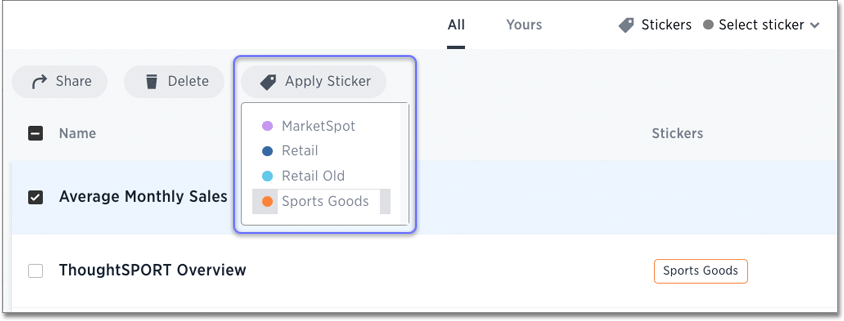 All Yours Stickers Select sticker
Share Delete Apply Sticker
MarketSpot
Retail
Retail Old
Sports Goods
Name Stickers
Average Monthly Sales
ThoughtSPORT Overview Sports Goods